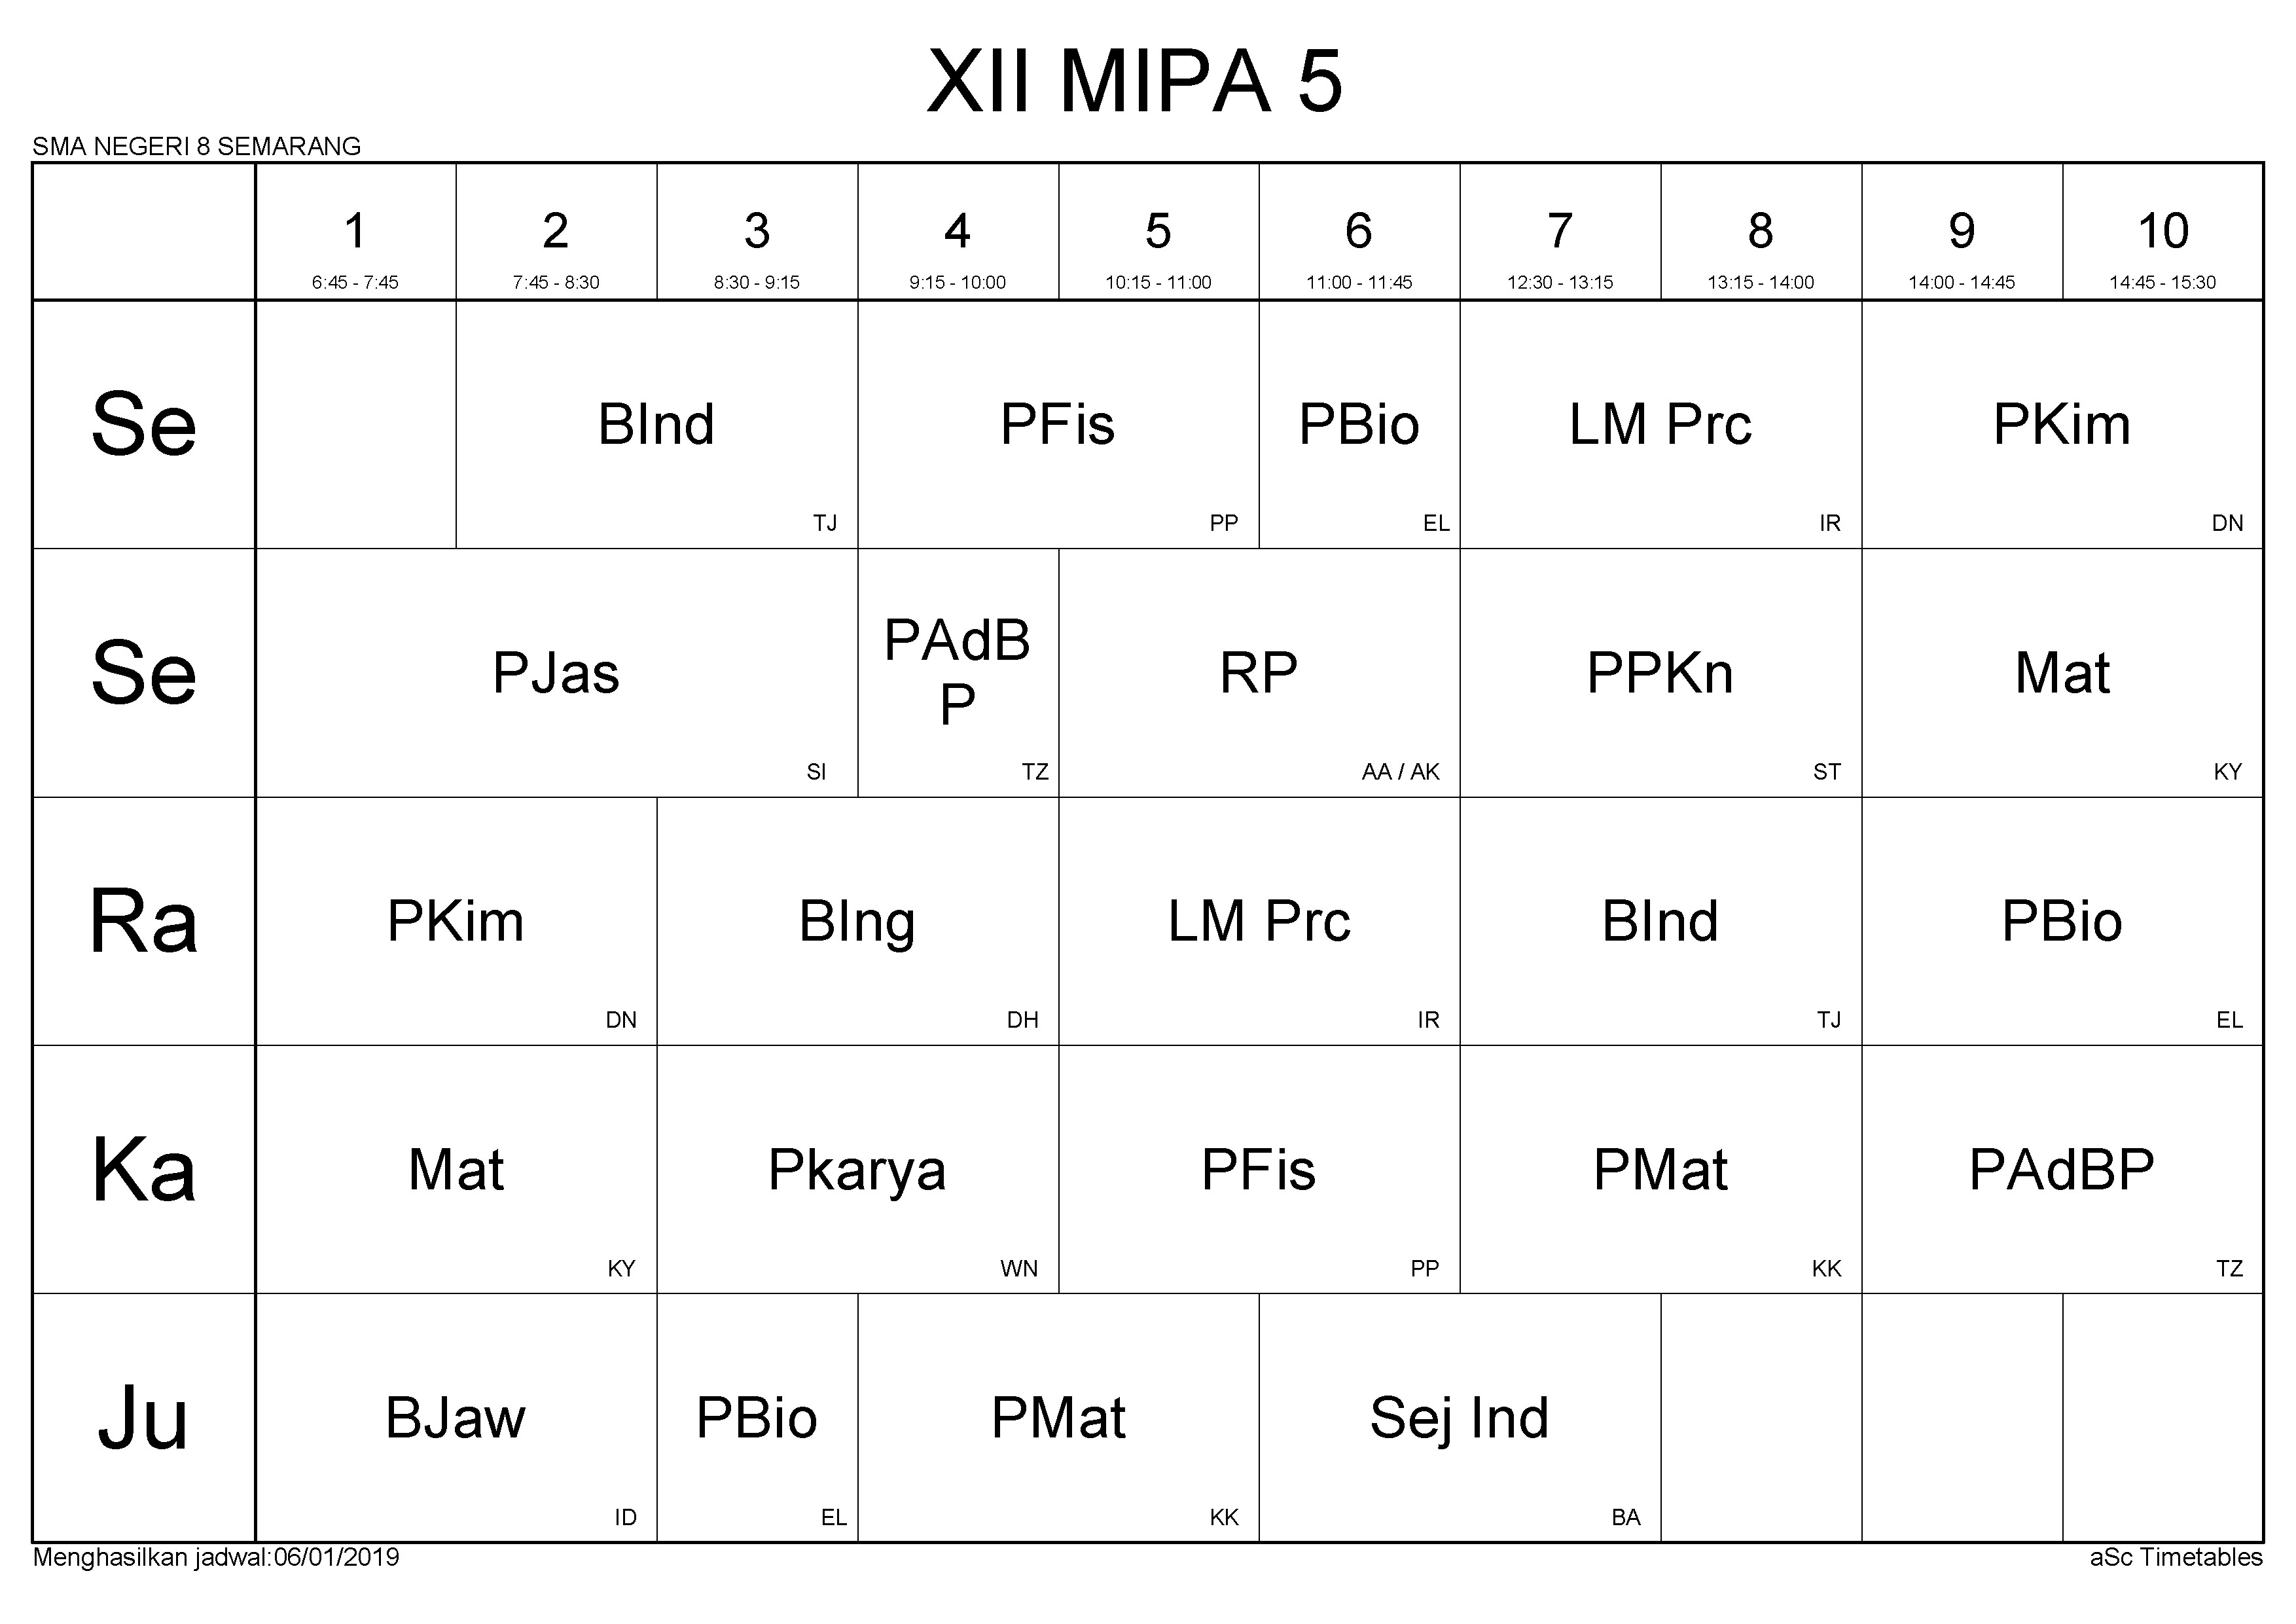 XII MIPA 5
SMA NEGERI 8 SEMARANG
1 2 3 4 5 6 7 8 9 10
6:45 - 7:45 7:45 - 8:30 8:30 - 9:15 9:15 - 10:00 10:15 - 11:00 11:00 - 11:45 12:30 - 13:15 13:15 - 14:00 14:00 - 14:45 14:45 - 15:30
Se BInd PFis PBio LM Prc PKim
TJ PP EL IR DN
Se PJas PAdB RP PPKn Mat
P
SI TZ AA / AK ST KY
Ra PKim BIng LM Prc BInd PBio
DN DH IR TJ EL
Ka Mat Pkarya PFis PMat PAdBP
KY WN PP KK TZ
Ju BJaw PBio PMat Sej Ind
ID EL KK BA
Menghasilkan jadwal:06/01/2019 aSc Timetables